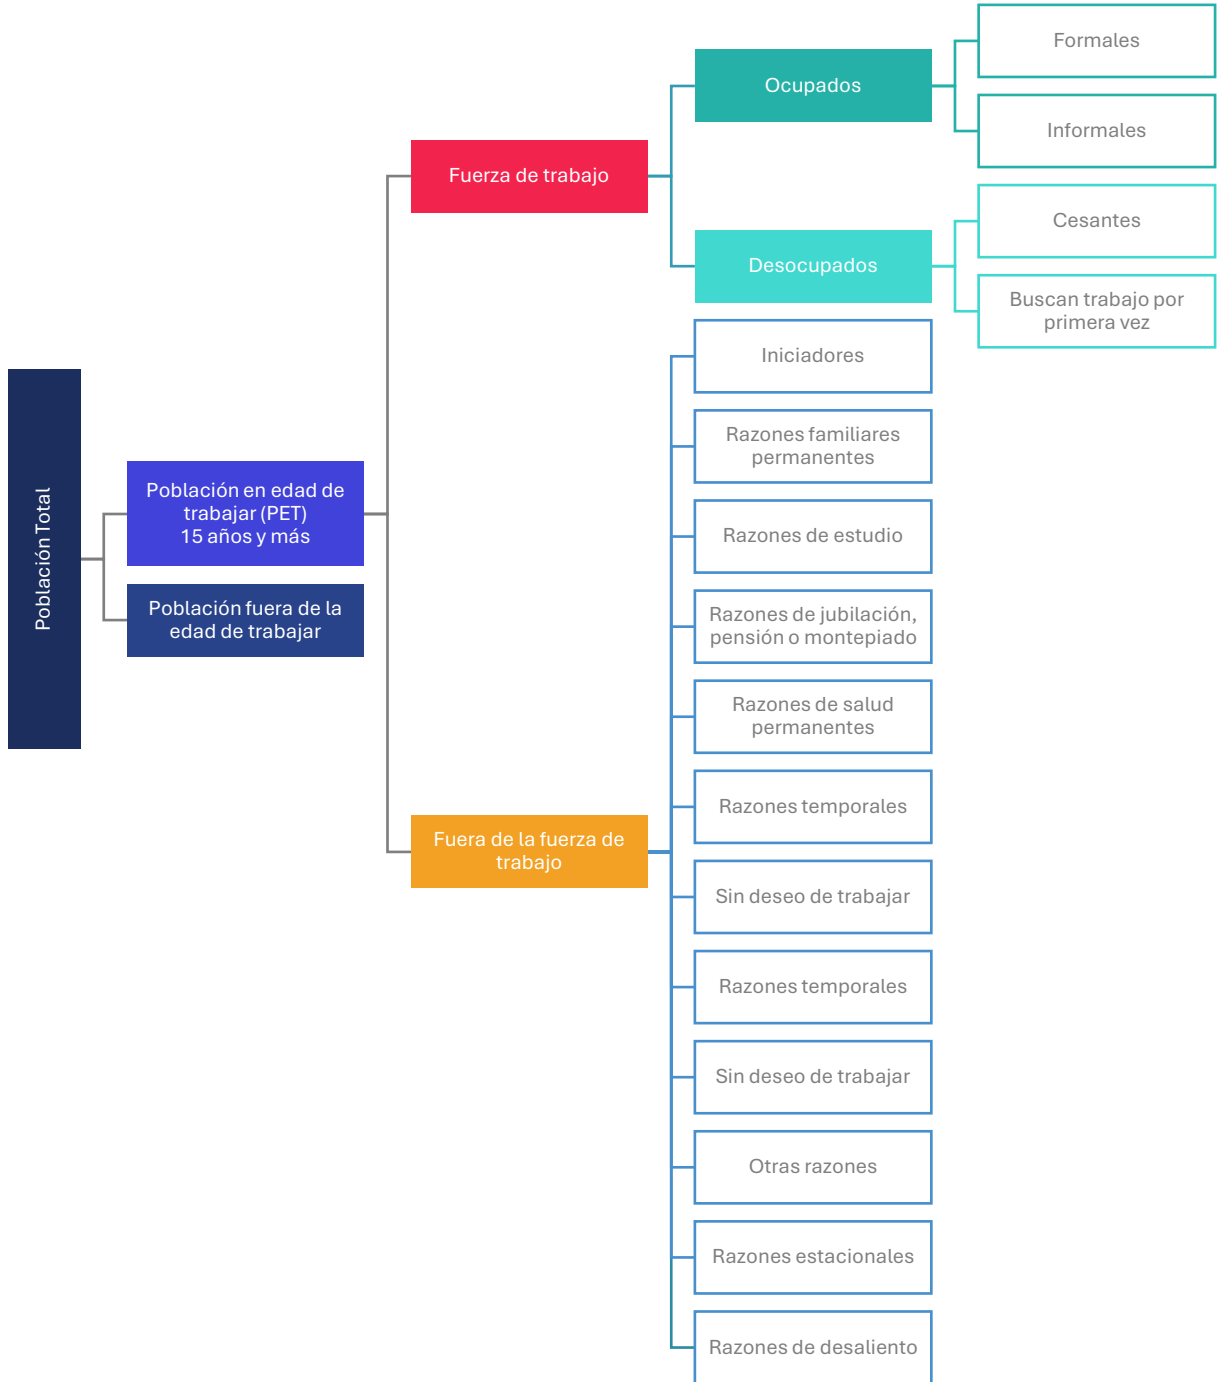 Población Total
Población en edad de
trabajar (PET)
15 años y más
Población fuera de la
edad de trabajar
Fuerza de trabajo
Fuera de la fuerza de
trabajo
Ocupados
Desocupados
Formales
Informales
Cesantes
Buscan trabajo por
primera vez
Iniciadores
Razones familiares
permanentes
Razones de estudio
Razones de jubilación,
pensión o montepiado
Razones de salud
permanentes
Razones temporales
Sin deseo de trabajar
Razones temporales
Sin deseo de trabajar
Otras razones
Razones estacionales
Razones de desaliento